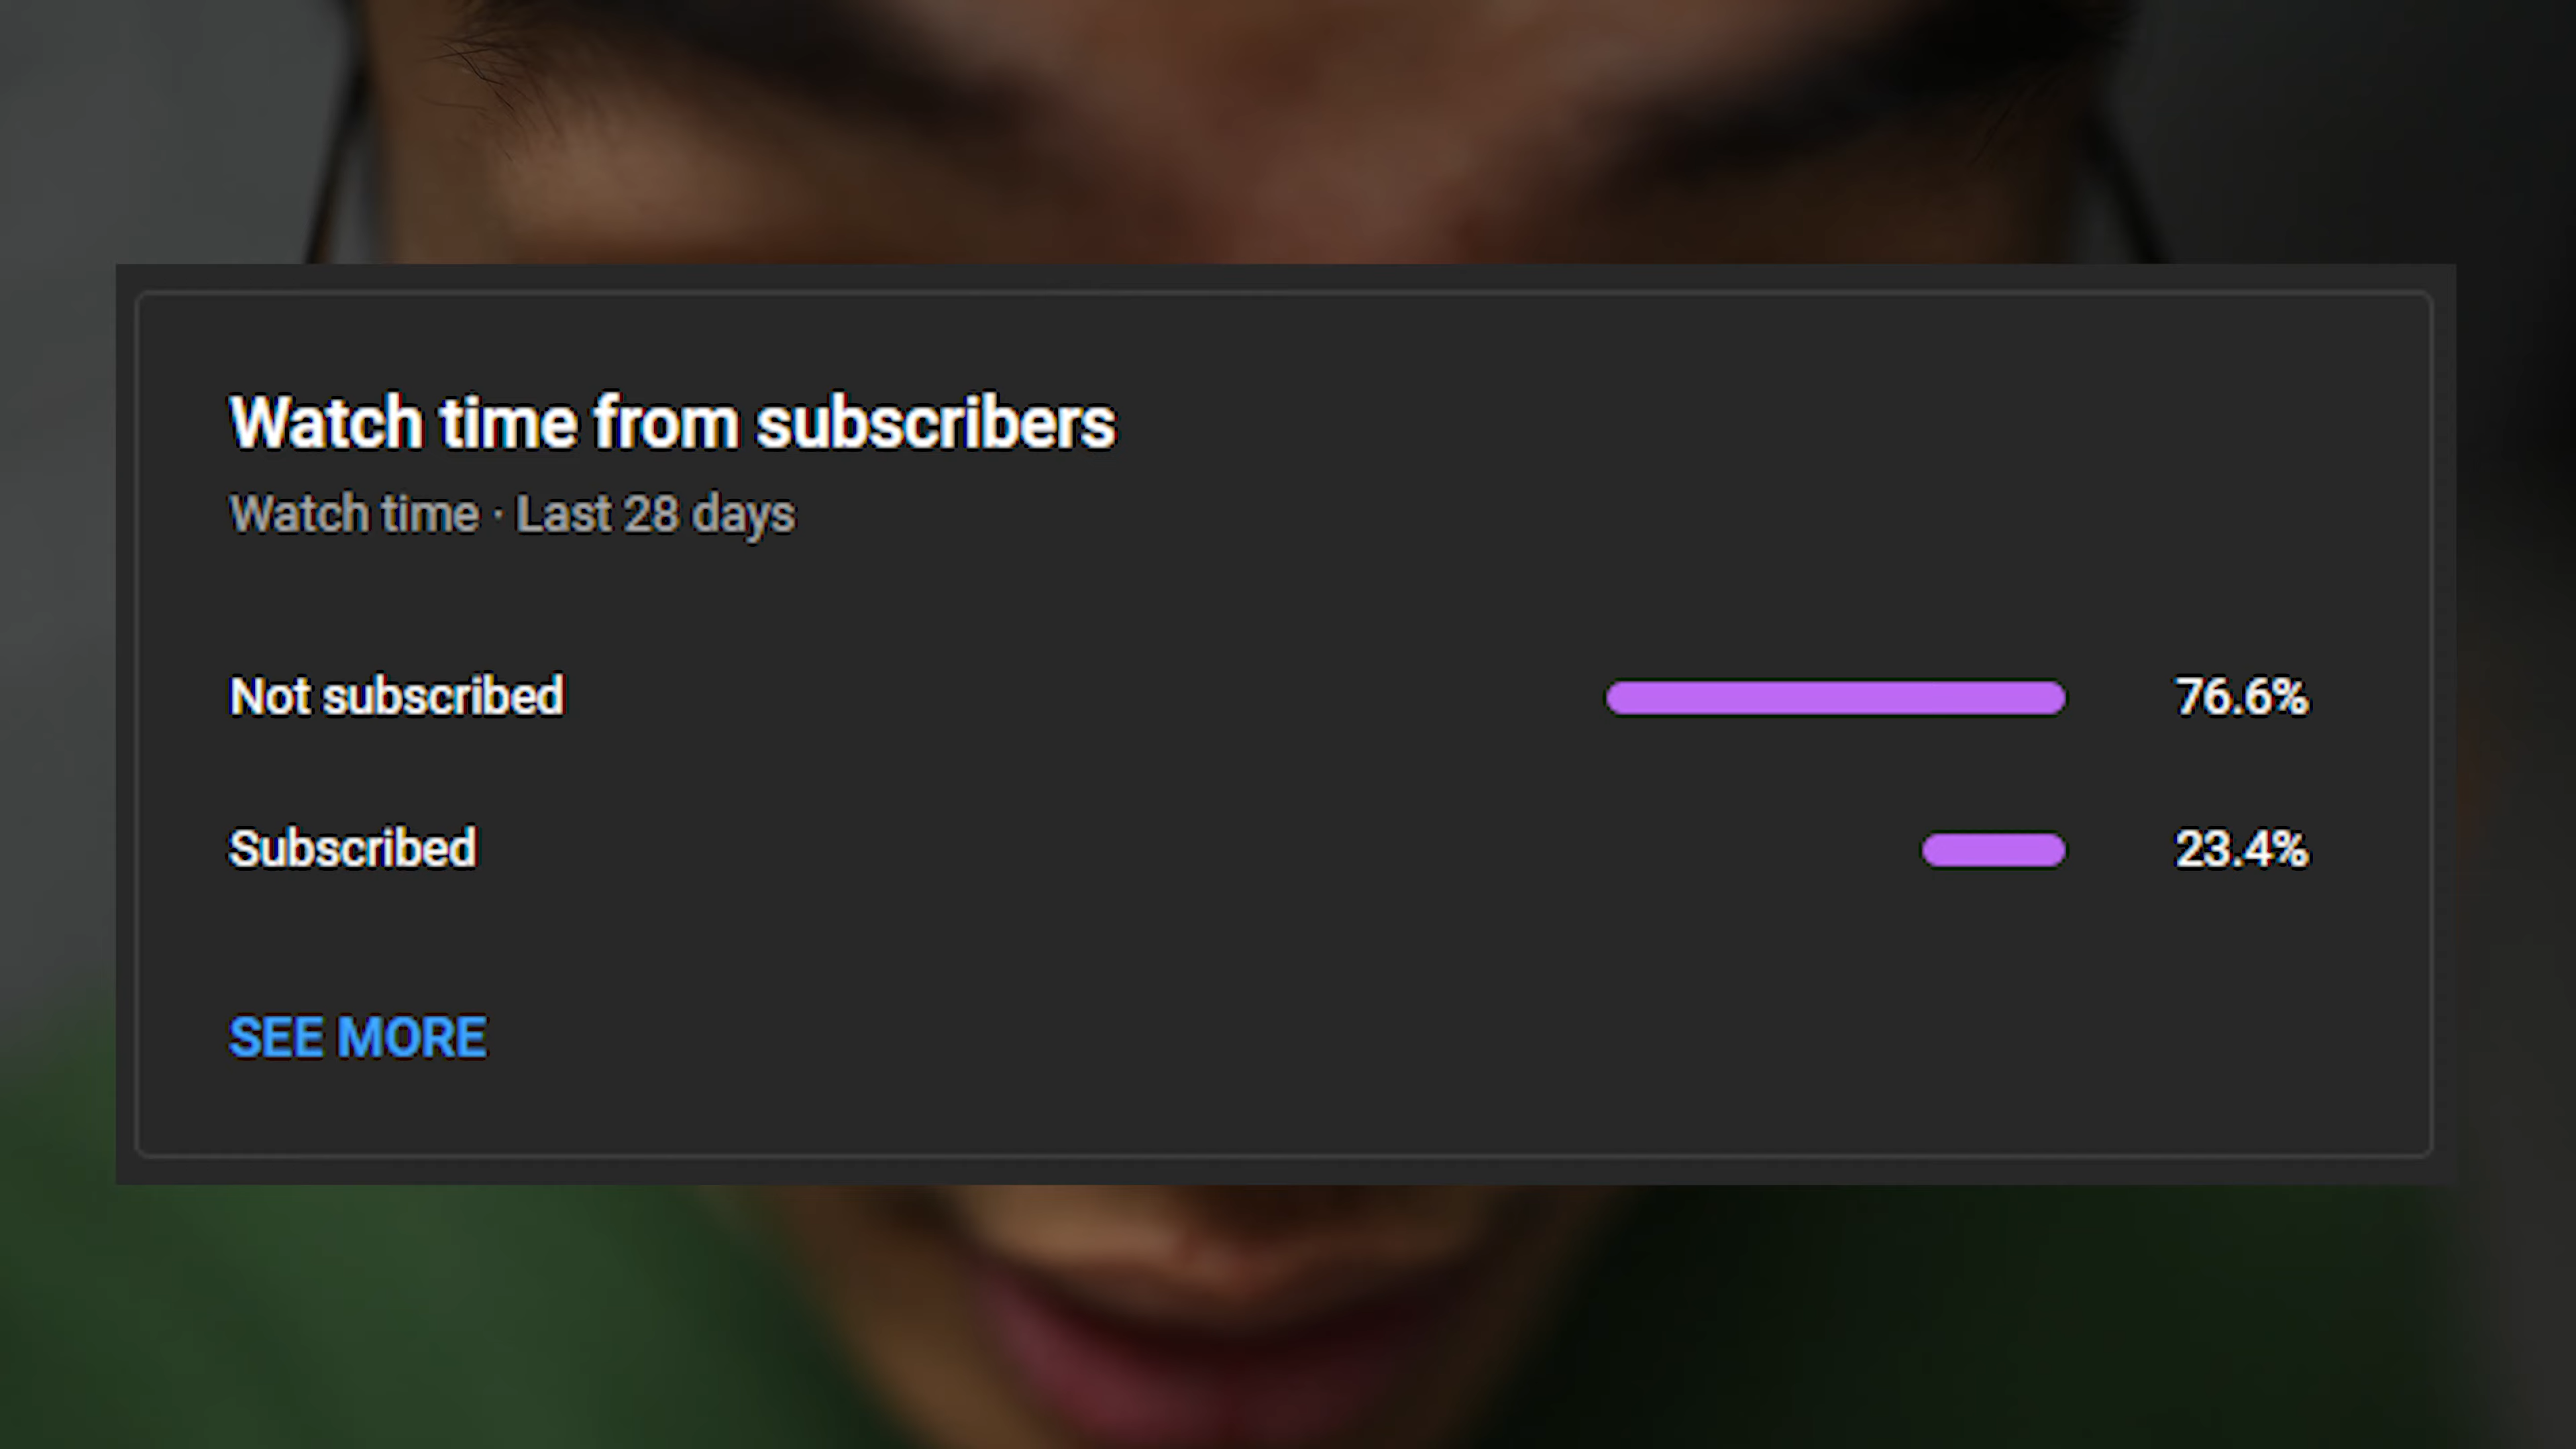 Watch time from subscribers
Watch time · Last 28 days
Not subscribed 76.6%
Subscribed 23.4%
SEE MORE